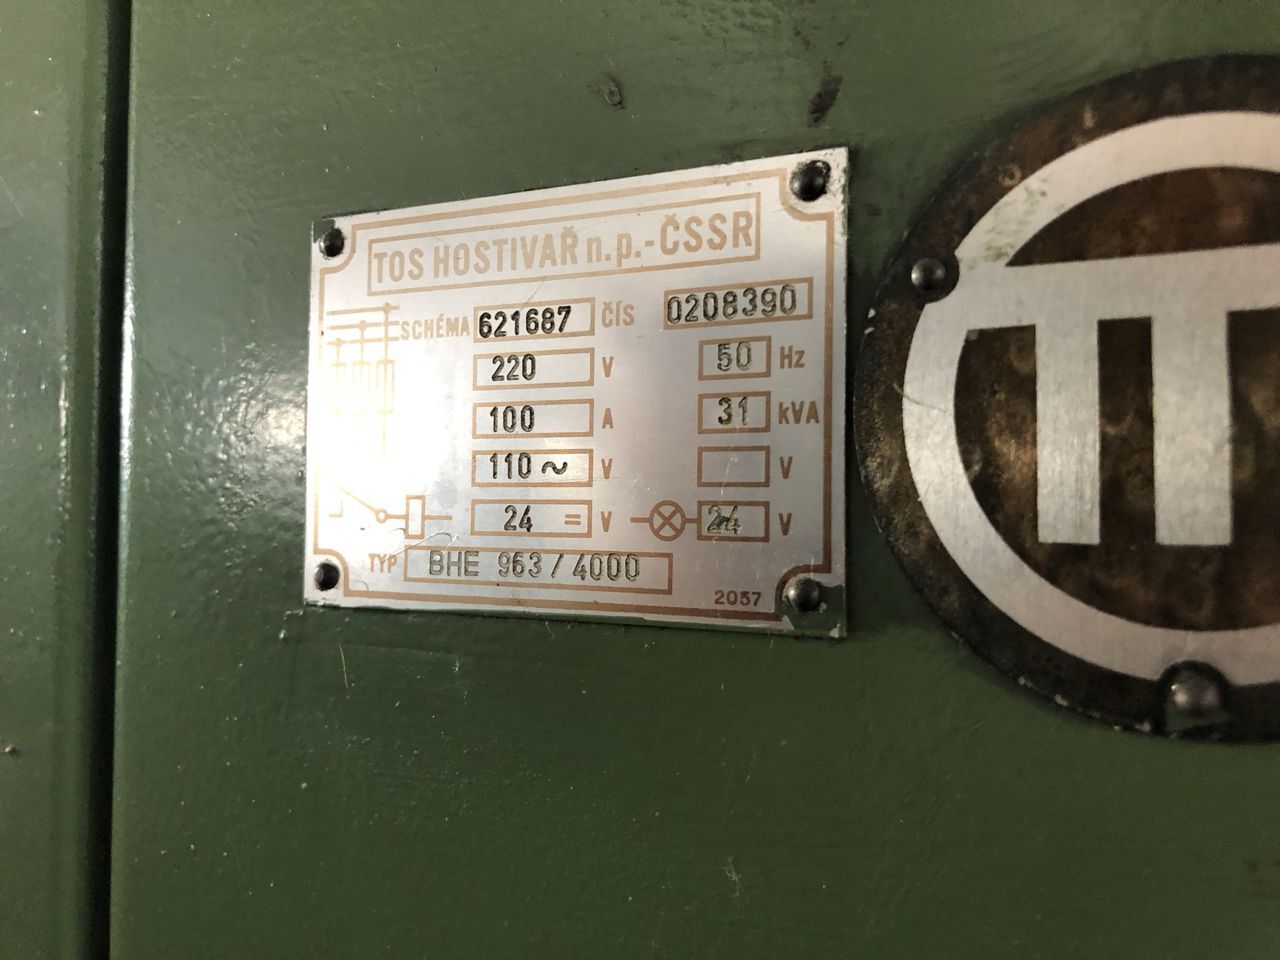 TOS HOSTIVAŘ n.p.-ČSSR
SCHÉMA 621687 ČÍS 0208390
220 V 50 Hz
100 A 31 kVA
110 ~ V V
24 = V 24 V
TYP BHE 963/4000
2057